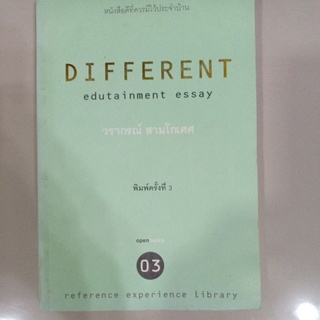 หนังสือดีที่ควรมีไว้ประจำบ้าน
DIFFERENT
edutainment essay
วรากรณ์ สามโกเศศ
พิมพ์ครั้งที่ 3
open
03
reference experience library